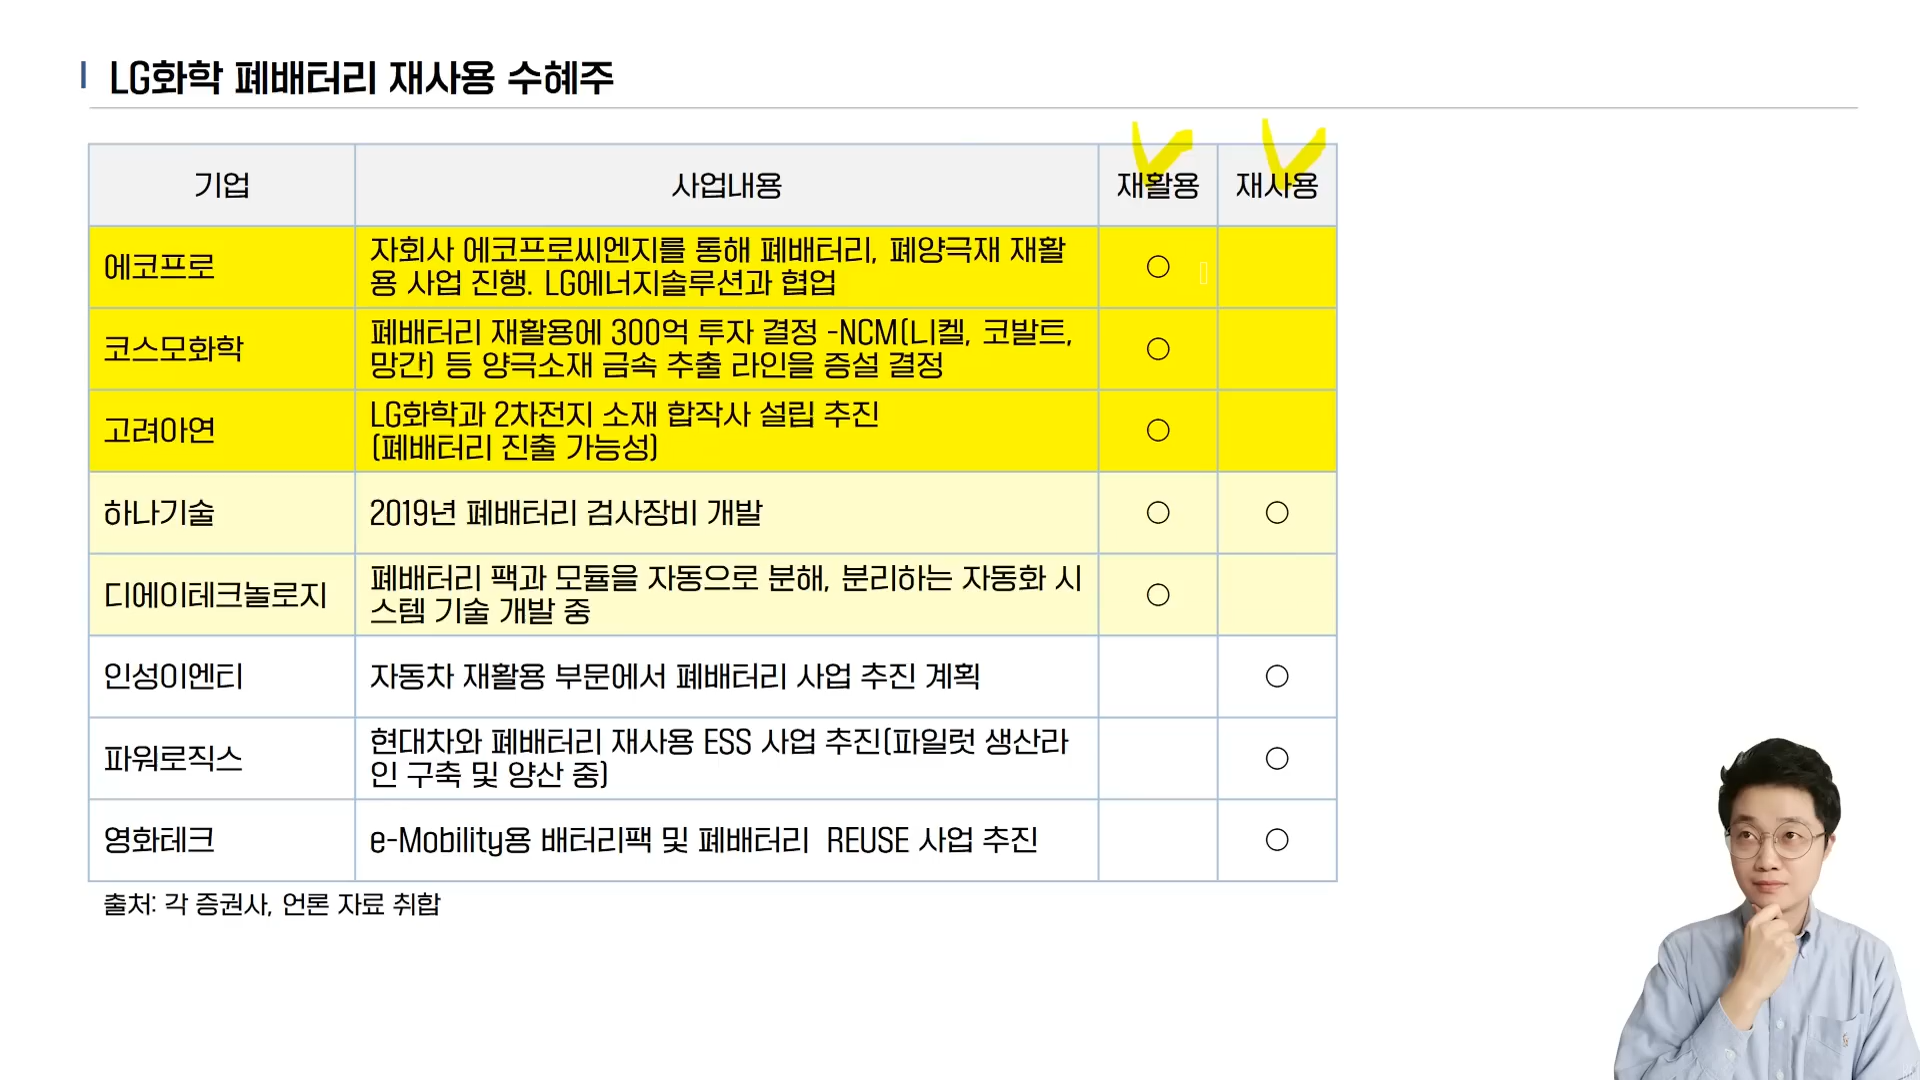 LG화학 폐배터리 재사용 수혜주
기업 사업내용 재활용 재사용
에코프로 자회사 에코프로씨엔지를 통해 폐배터리, 폐양극재 재활
용 사업 진행. LG에너지솔루션과 협업 ○
코스모화학 폐배터리 재활용에 300억 투자 결정 -NCM(니켈, 코발트,
망간) 등 양극소재 금속 추출 라인을 증설 결정 ○
고려아연 LG화학과 2차전지 소재 합작사 설립 추진
(폐배터리 진출 가능성) ○
하나기술 2019년 폐배터리 검사장비 개발 ○ ○
디에이테크놀로지 폐배터리 팩과 모듈을 자동으로 분해, 분리하는 자동화 시
스템 기술 개발 중 ○
인성이엔티 자동차 재활용 부문에서 폐배터리 사업 추진 계획 ○
파워로직스 현대차와 폐배터리 재사용 ESS 사업 추진(파일럿 생산라
인 구축 및 양산 중) ○
영화테크 e-Mobility용 배터리팩 및 폐배터리 REUSE 사업 추진 ○
출처: 각 증권사, 언론 자료 취합